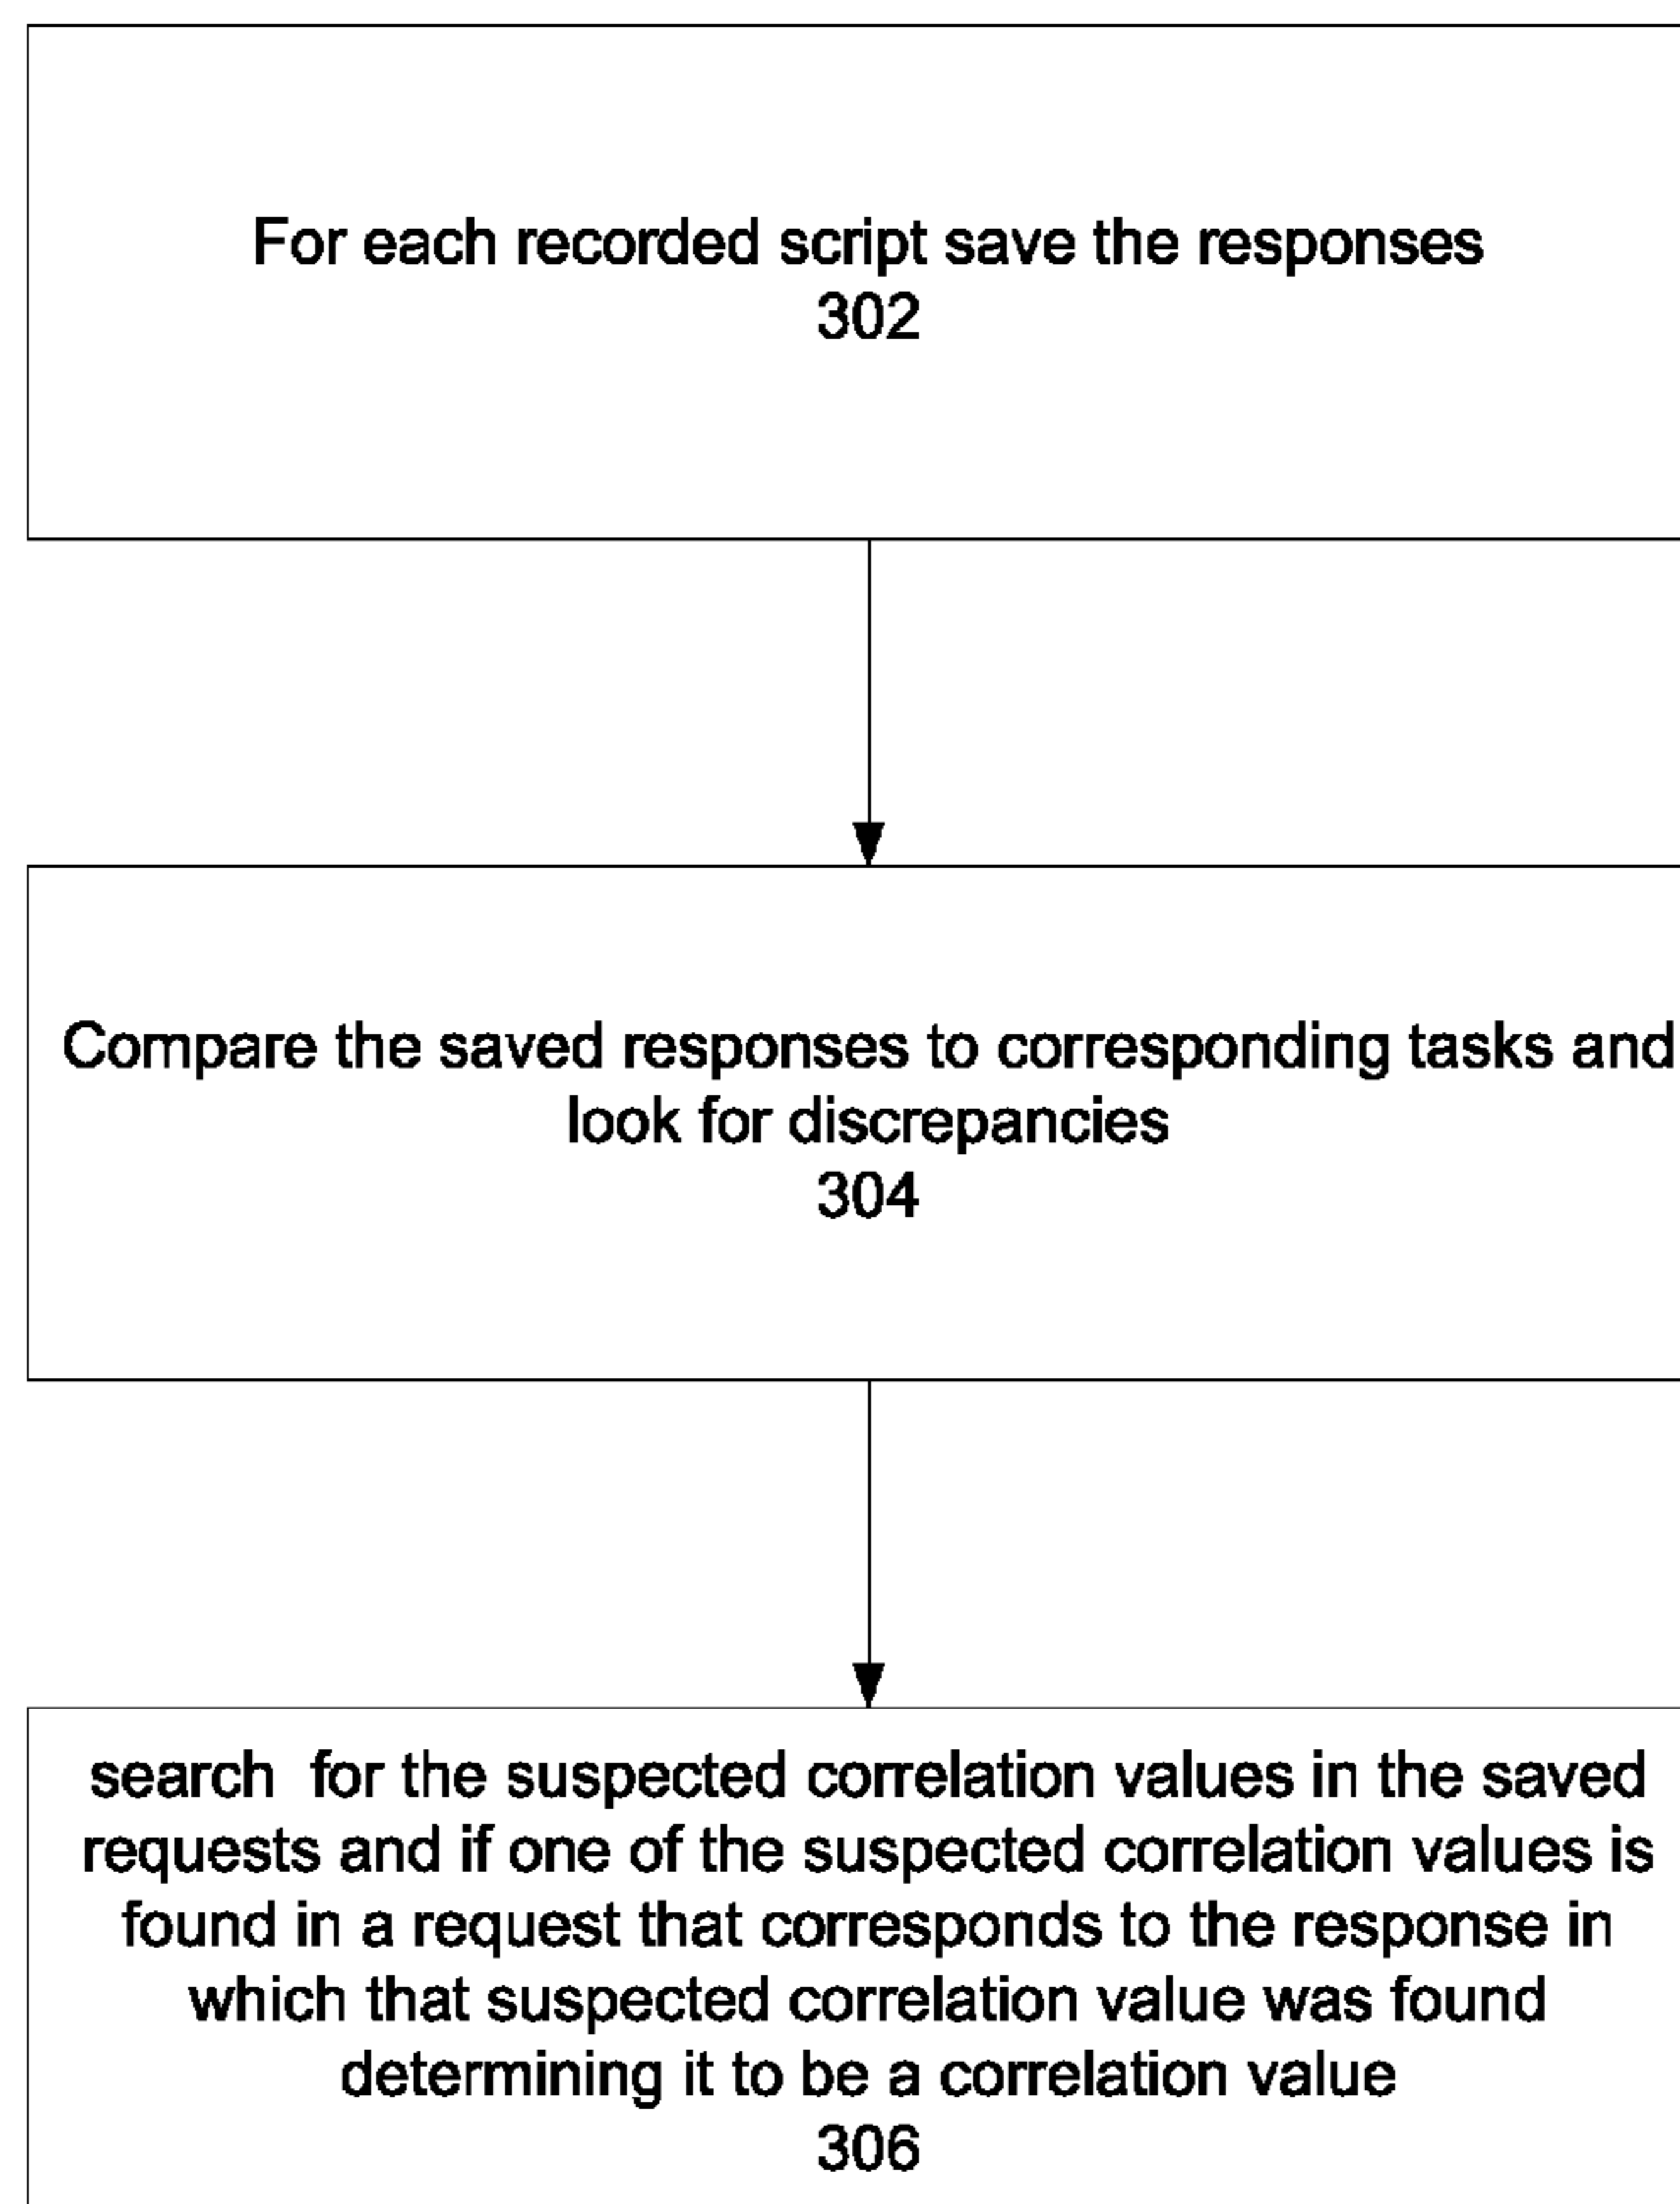 For each recorded script save the responses
302
Compare the saved responses to corresponding tasks and
look for discrepancies
304
search for the suspected correlation values in the saved
requests and if one of the suspected correlation values is
found in a request that corresponds to the response in
which that suspected correlation value was found
determining it to be a correlation value
306